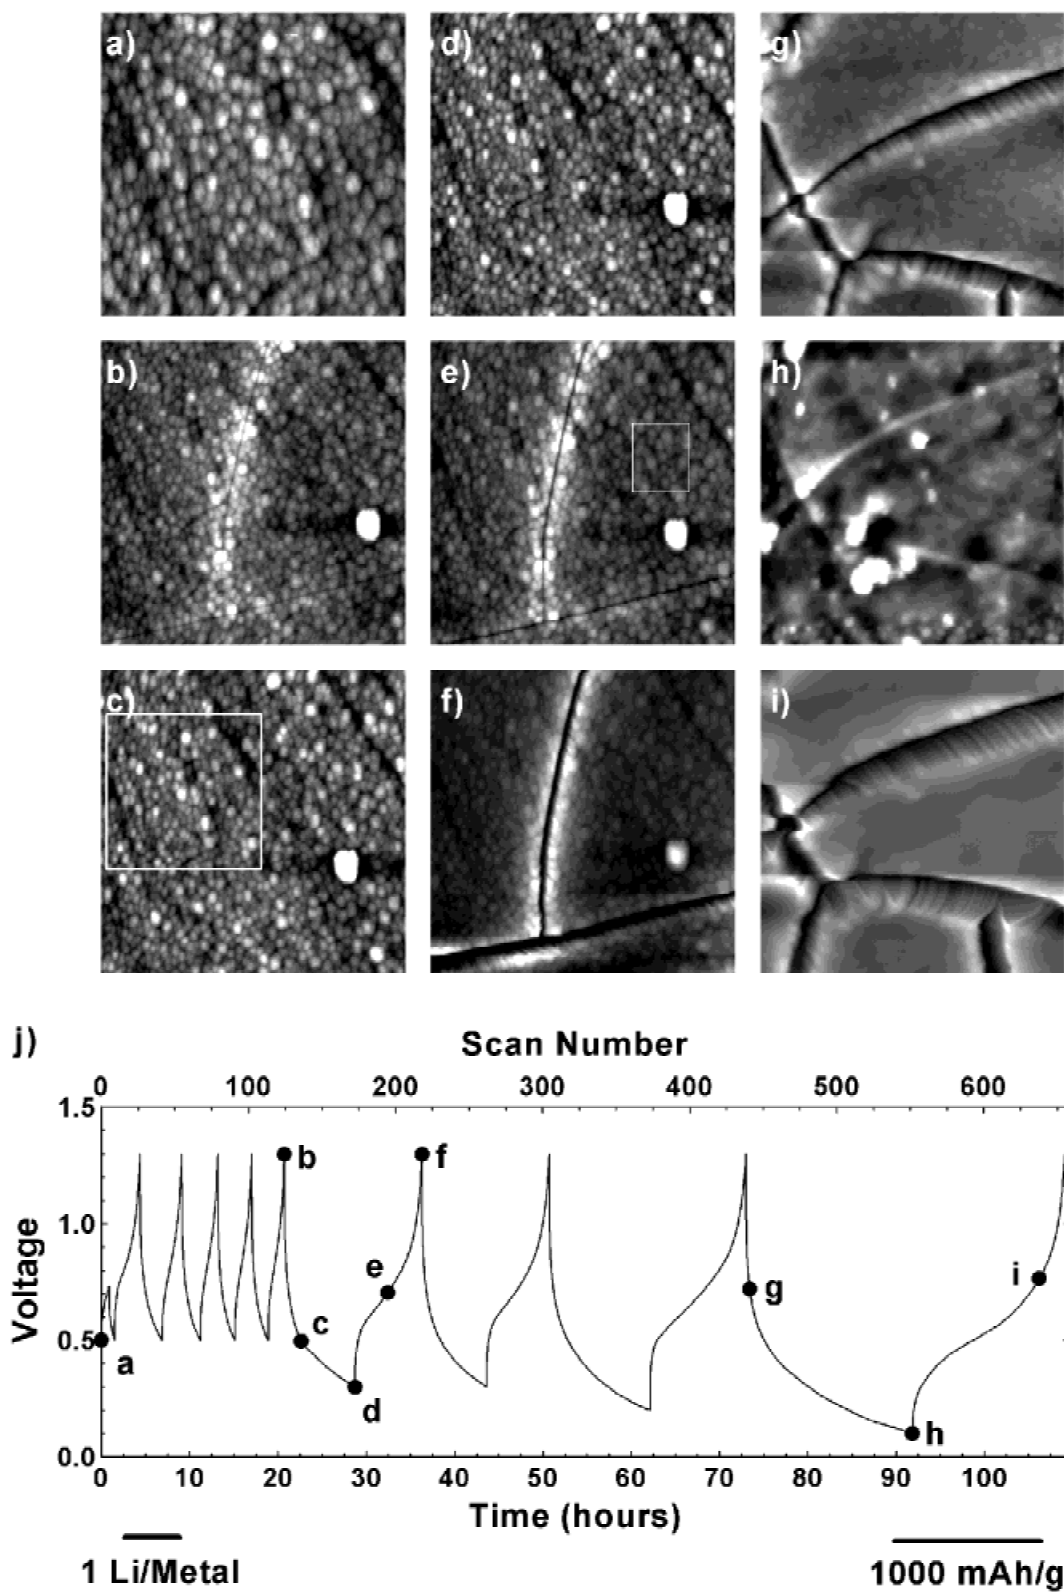 a)
d)
g)
b)
e)
h)
c)
f)
i)
j)
Scan Number
0 100 200 300 400 500 600
1.5
1.0
0.5
0.0
Voltage
a
b
c
d
e
f
g
h
i
0 10 20 30 40 50 60 70 80 90 100
Time (hours)
1 Li/Metal
1000 mAh/g